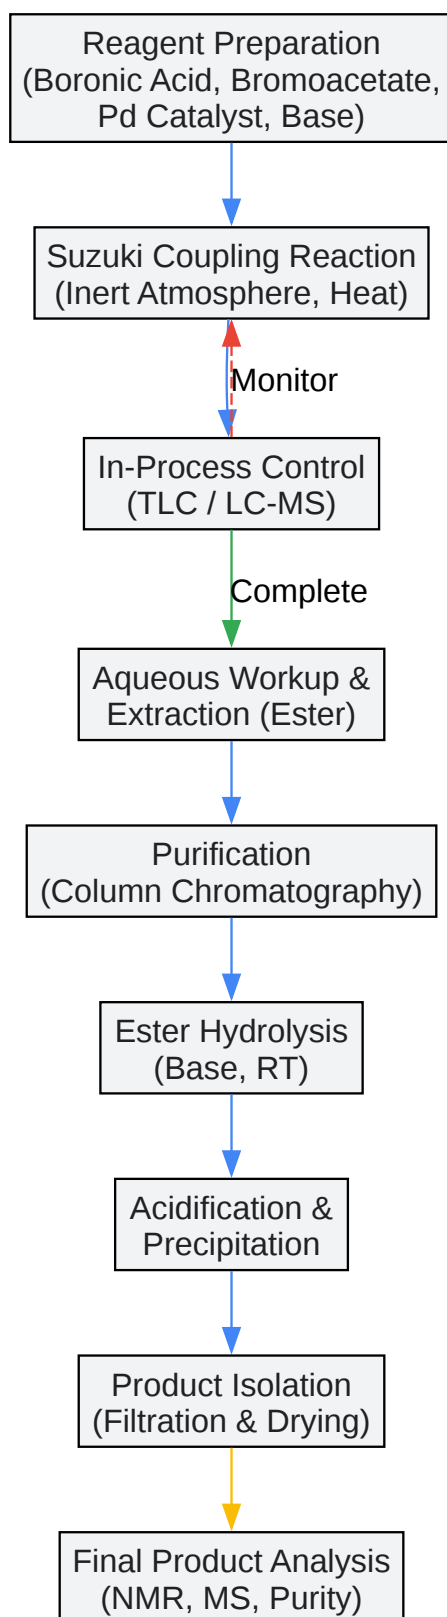 Reagent Preparation
(Boronic Acid, Bromoacetate,
Pd Catalyst, Base)
Suzuki Coupling Reaction
(Inert Atmosphere, Heat)
Monitor
In-Process Control
(TLC / LC-MS)
Complete
Aqueous Workup &
Extraction (Ester)
Purification
(Column Chromatography)
Ester Hydrolysis
(Base, RT)
Acidification &
Precipitation
Product Isolation
(Filtration & Drying)
Final Product Analysis
(NMR, MS, Purity)